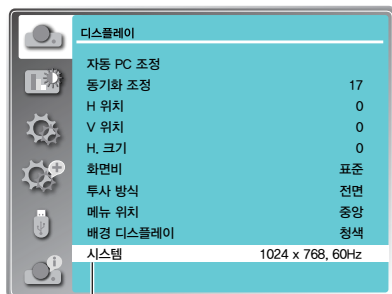 디스플레이
자동 PC 조정
동기화 조정 17
H 위치 0
V 위치 0
H. 크기 0
화면비 표준
투사 방식 전면
메뉴 위치 중앙
배경 디스플레이 청색
시스템 1024 x 768, 60Hz